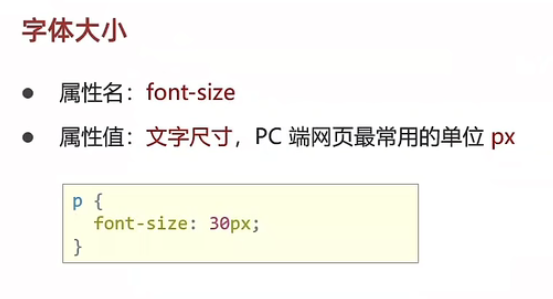 字体大小
● 属性名：font-size
● 属性值：文字尺寸，PC 端网页最常用的单位 px
p {
  font-size: 30px;
}